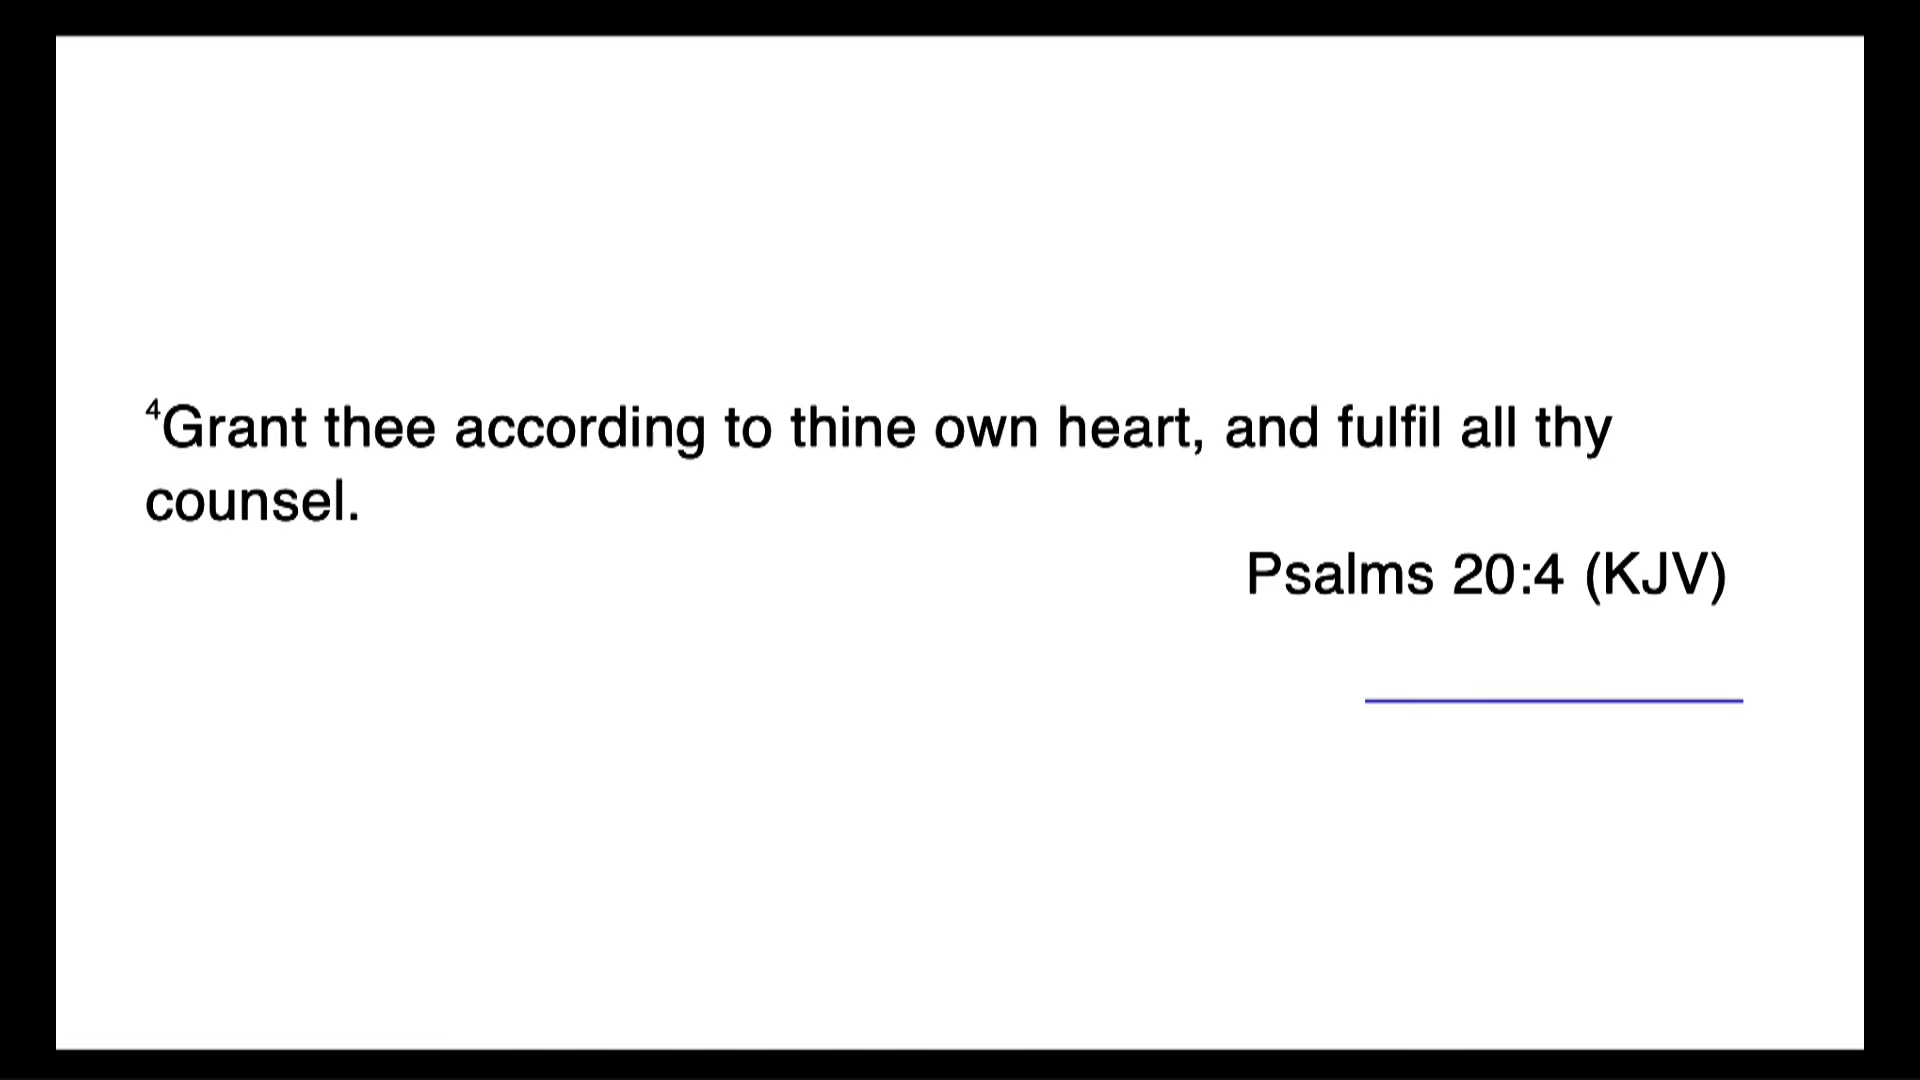 ⁴Grant thee according to thine own heart, and fulfil all thy
counsel.
Psalms 20:4 (KJV)